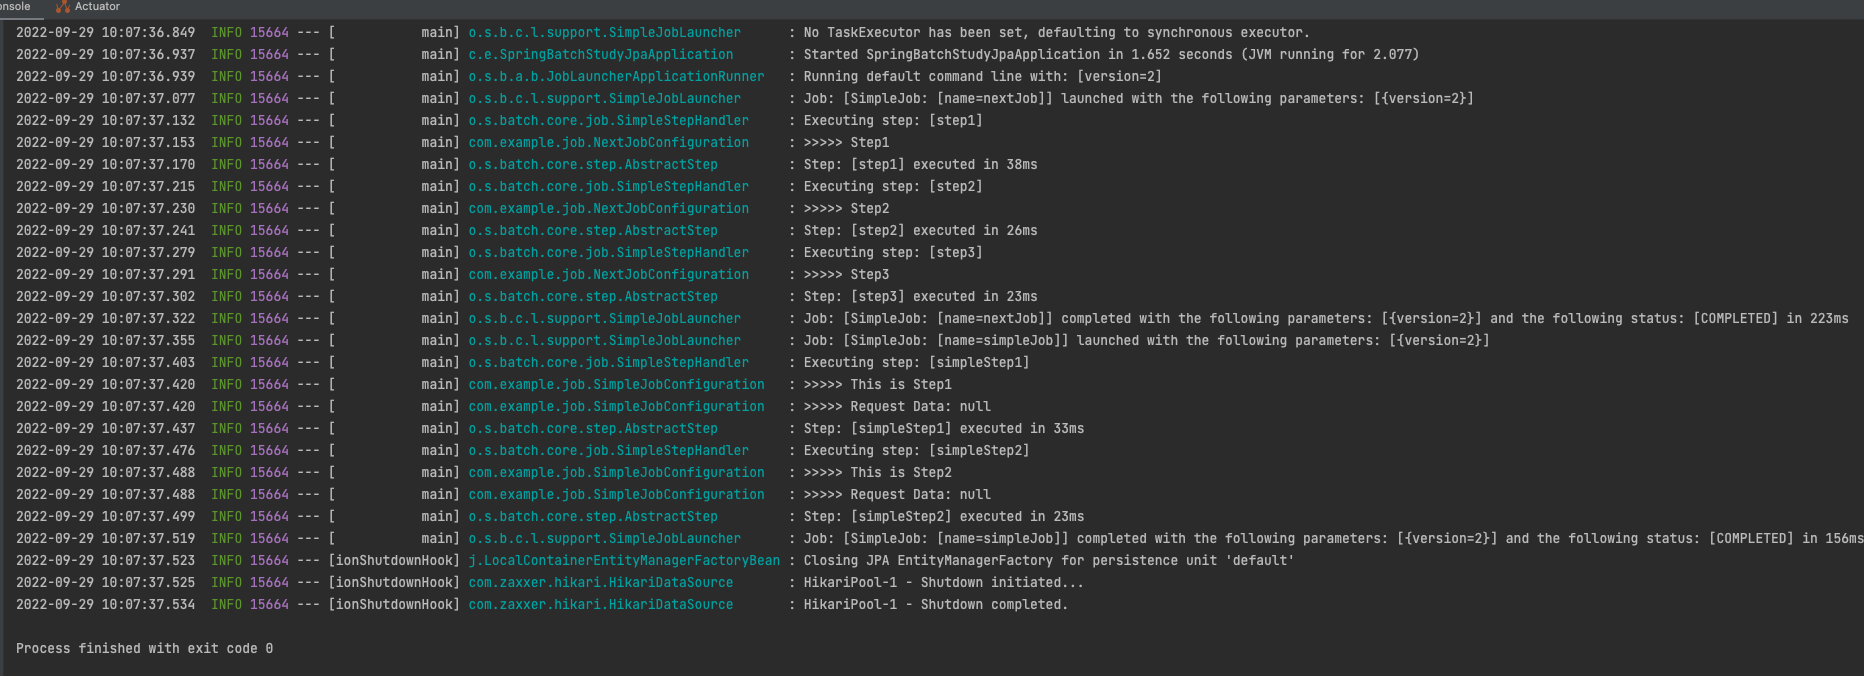 onsole Actuator
2022-09-29 10:07:36.849 INFO 15664 --- [ main] o.s.b.c.l.support.SimpleJobLauncher : No TaskExecutor has been set, defaulting to synchronous executor.
2022-09-29 10:07:36.937 INFO 15664 --- [ main] c.e.SpringBatchStudyJpaApplication : Started SpringBatchStudyJpaApplication in 1.652 seconds (JVM running for 2.077)
2022-09-29 10:07:36.939 INFO 15664 --- [ main] o.s.b.a.b.JobLauncherApplicationRunner : Running default command line with: [version=2]
2022-09-29 10:07:37.077 INFO 15664 --- [ main] o.s.b.c.l.support.SimpleJobLauncher : Job: [SimpleJob: [name=nextJob]] launched with the following parameters: [{version=2}]
2022-09-29 10:07:37.132 INFO 15664 --- [ main] o.s.batch.core.job.SimpleStepHandler : Executing step: [step1]
2022-09-29 10:07:37.153 INFO 15664 --- [ main] com.example.job.NextJobConfiguration : >>>>> Step1
2022-09-29 10:07:37.170 INFO 15664 --- [ main] o.s.batch.core.step.AbstractStep : Step: [step1] executed in 38ms
2022-09-29 10:07:37.215 INFO 15664 --- [ main] o.s.batch.core.job.SimpleStepHandler : Executing step: [step2]
2022-09-29 10:07:37.230 INFO 15664 --- [ main] com.example.job.NextJobConfiguration : >>>>> Step2
2022-09-29 10:07:37.241 INFO 15664 --- [ main] o.s.batch.core.step.AbstractStep : Step: [step2] executed in 26ms
2022-09-29 10:07:37.279 INFO 15664 --- [ main] o.s.batch.core.job.SimpleStepHandler : Executing step: [step3]
2022-09-29 10:07:37.291 INFO 15664 --- [ main] com.example.job.NextJobConfiguration : >>>>> Step3
2022-09-29 10:07:37.302 INFO 15664 --- [ main] o.s.batch.core.step.AbstractStep : Step: [step3] executed in 23ms
2022-09-29 10:07:37.322 INFO 15664 --- [ main] o.s.b.c.l.support.SimpleJobLauncher : Job: [SimpleJob: [name=nextJob]] completed with the following parameters: [{version=2}] and the following status: [COMPLETED] in 223ms
2022-09-29 10:07:37.355 INFO 15664 --- [ main] o.s.b.c.l.support.SimpleJobLauncher : Job: [SimpleJob: [name=simpleJob]] launched with the following parameters: [{version=2}]
2022-09-29 10:07:37.403 INFO 15664 --- [ main] o.s.batch.core.job.SimpleStepHandler : Executing step: [simpleStep1]
2022-09-29 10:07:37.420 INFO 15664 --- [ main] com.example.job.SimpleJobConfiguration : >>>>> This is Step1
2022-09-29 10:07:37.420 INFO 15664 --- [ main] com.example.job.SimpleJobConfiguration : >>>>> Request Data: null
2022-09-29 10:07:37.437 INFO 15664 --- [ main] o.s.batch.core.step.AbstractStep : Step: [simpleStep1] executed in 33ms
2022-09-29 10:07:37.476 INFO 15664 --- [ main] o.s.batch.core.job.SimpleStepHandler : Executing step: [simpleStep2]
2022-09-29 10:07:37.488 INFO 15664 --- [ main] com.example.job.SimpleJobConfiguration : >>>>> This is Step2
2022-09-29 10:07:37.488 INFO 15664 --- [ main] com.example.job.SimpleJobConfiguration : >>>>> Request Data: null
2022-09-29 10:07:37.499 INFO 15664 --- [ main] o.s.batch.core.step.AbstractStep : Step: [simpleStep2] executed in 23ms
2022-09-29 10:07:37.519 INFO 15664 --- [ main] o.s.b.c.l.support.SimpleJobLauncher : Job: [SimpleJob: [name=simpleJob]] completed with the following parameters: [{version=2}] and the following status: [COMPLETED] in 156ms
2022-09-29 10:07:37.523 INFO 15664 --- [ionShutdownHook] j.LocalContainerEntityManagerFactoryBean : Closing JPA EntityManagerFactory for persistence unit 'default'
2022-09-29 10:07:37.525 INFO 15664 --- [ionShutdownHook] com.zaxxer.hikari.HikariDataSource : HikariPool-1 - Shutdown initiated...
2022-09-29 10:07:37.534 INFO 15664 --- [ionShutdownHook] com.zaxxer.hikari.HikariDataSource : HikariPool-1 - Shutdown completed.
Process finished with exit code 0